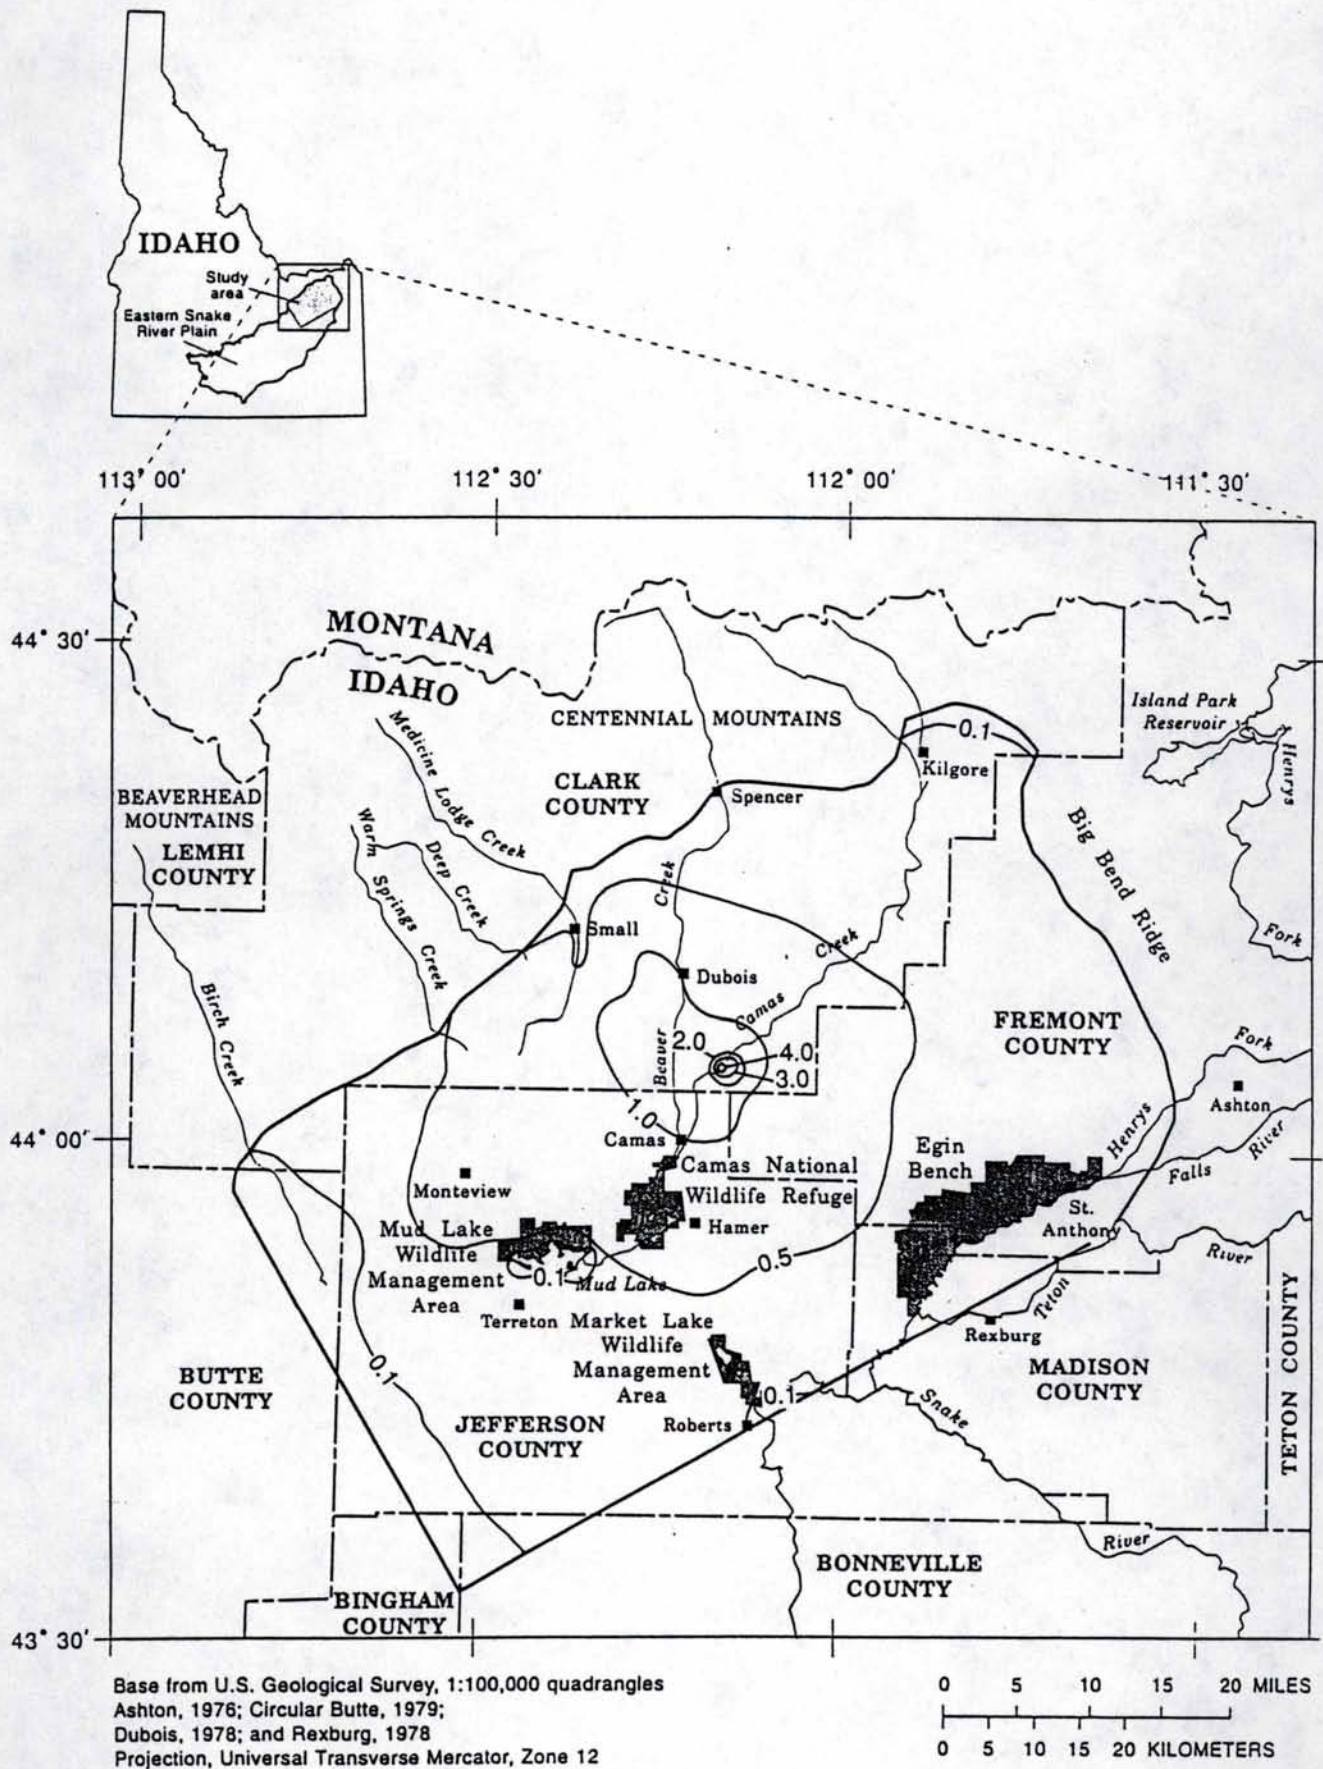 IDAHO
Study
area
Eastern Snake
River Plain
113° 00'
112° 30'
112° 00'
111° 30'
44° 30'
MONTANA
IDAHO
CENTENNIAL MOUNTAINS
Island Park
Reservoir
Henrys
Fork
0.1
Kilgore
Medicine Lodge Creek
CLARK
COUNTY
Spencer
BEAVERHEAD
MOUNTAINS
LEMHI
COUNTY
Warm
Springs
Creek
Deep Creek
Big Bend Ridge
Creek
Small
Creek
Dubois
Camas
Birch Creek
Beaver
2.0
4.0
3.0
FREMONT
COUNTY
Fork
Ashton
44° 00'
1.0
Camas
Henrys
Egin
Bench
Falls
River
Camas National
Wildlife Refuge
Monteview
Hamer
St.
Anthony
Mud Lake
Wildlife
Management
Area
0.1
Mud Lake
0.5
River
Teton
Terreton
Market Lake
Wildlife
Management
Area
Rexburg
TETON COUNTY
BUTTE
COUNTY
0.1
MADISON
COUNTY
0.1
Roberts
Snake
JEFFERSON
COUNTY
River
BONNEVILLE
COUNTY
BINGHAM
COUNTY
43° 30'
Base from U.S. Geological Survey, 1:100,000 quadrangles
Ashton, 1976; Circular Butte, 1979;
Dubois, 1978; and Rexburg, 1978
Projection, Universal Transverse Mercator, Zone 12
0 5 10 15 20 MILES
0 5 10 15 20 KILOMETERS